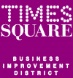 TIMES
SQUARE
BUSINESS
IMPROVEMENT
DISTRICT